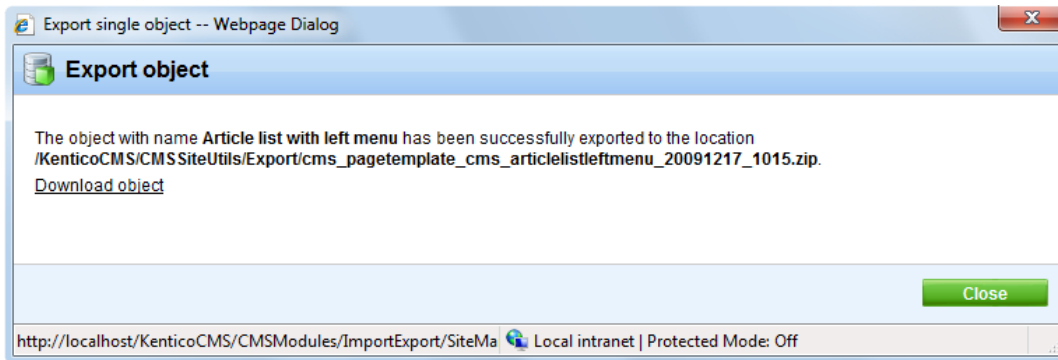 Export single object -- Webpage Dialog
Export object
The object with name Article list with left menu has been successfully exported to the location
/KenticoCMS/CMSSiteUtils/Export/cms_pagetemplate_cms_articlelistleftmenu_20091217_1015.zip.
Download object
Close
http://localhost/KenticoCMS/CMSModules/ImportExport/SiteMa Local intranet | Protected Mode: Off